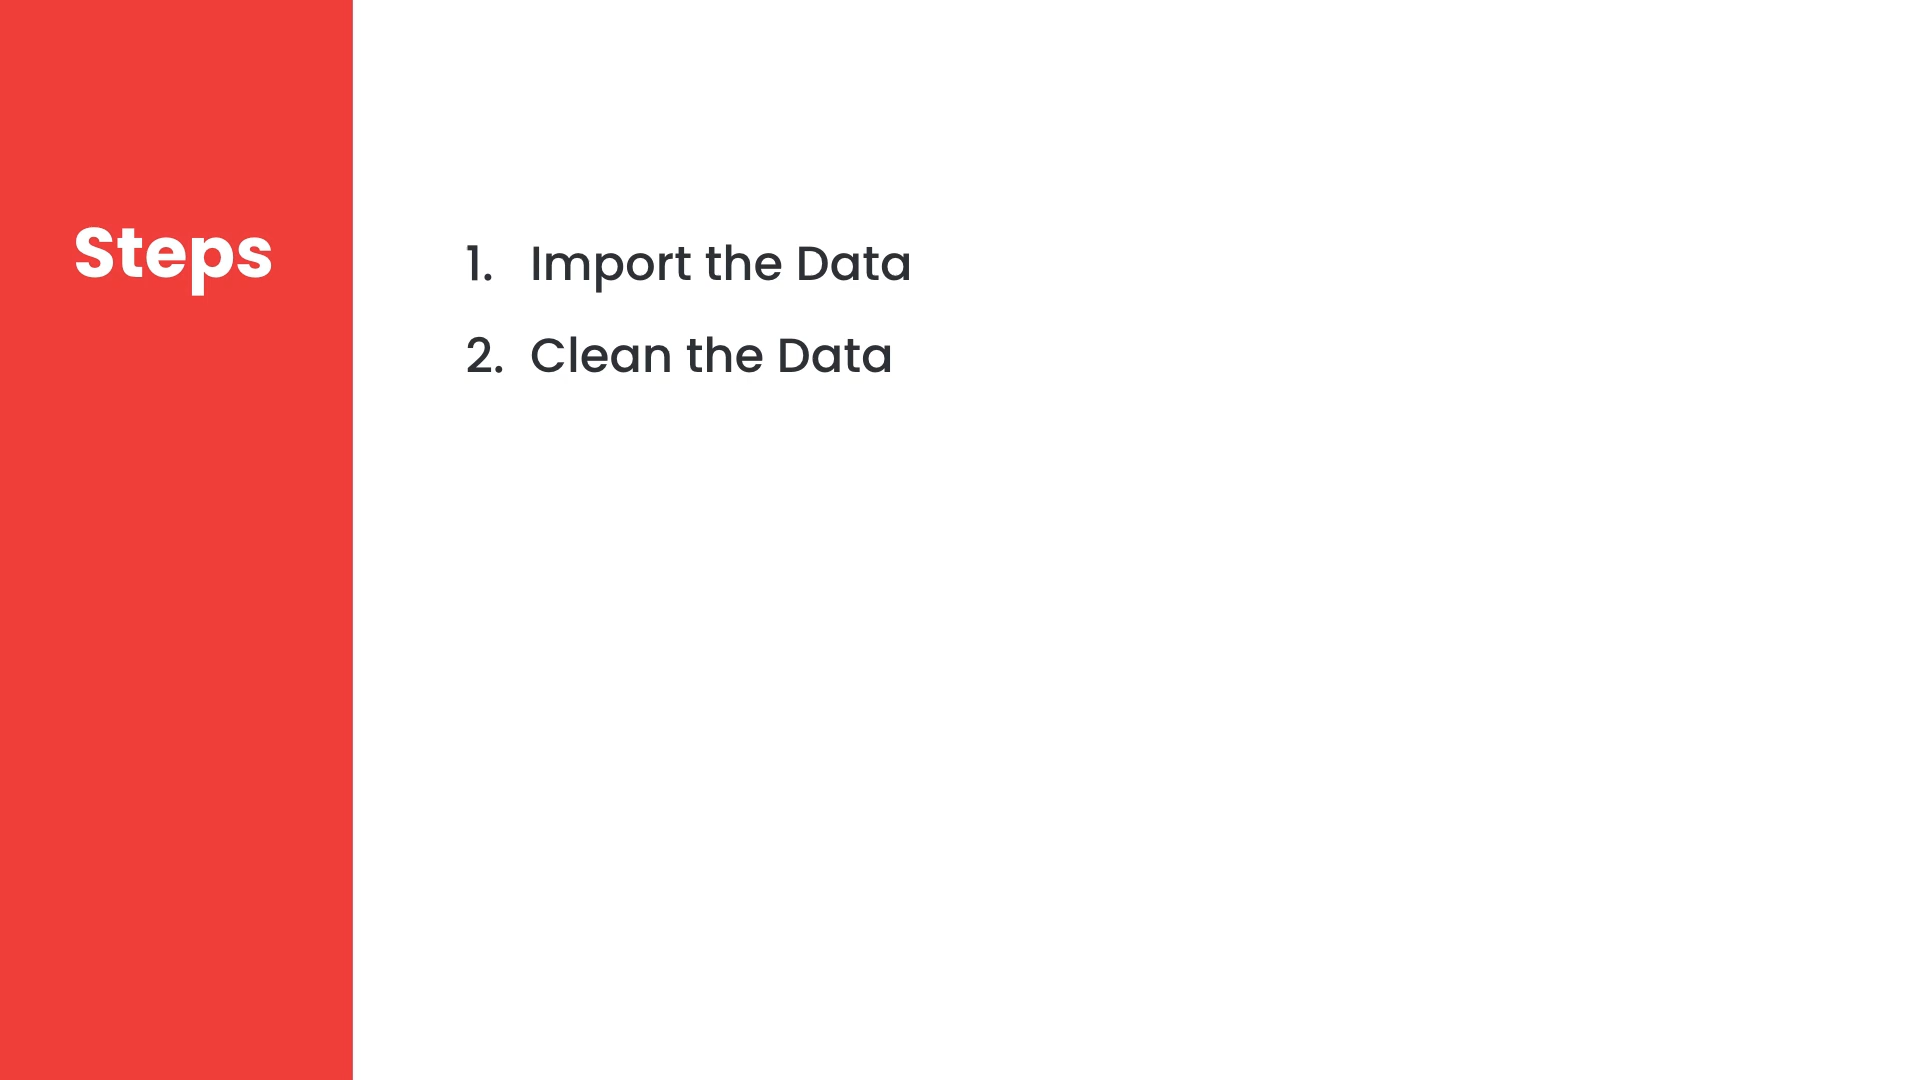 Steps
1. Import the Data
2. Clean the Data